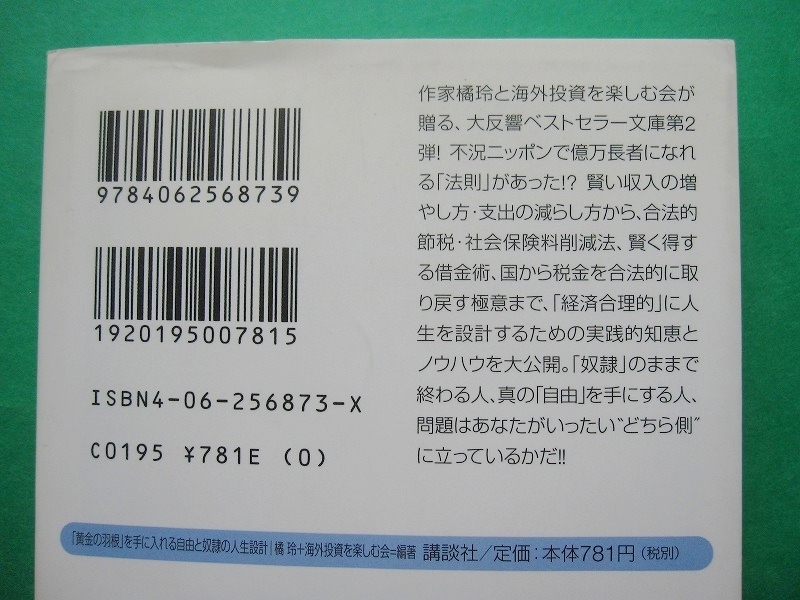 9784062568739
1920195007815
ISBN4-06-256873-X
C0195 ¥781E (0)
作家橘玲と海外投資を楽しむ会が
贈る、大反響ベストセラー文庫第2
弾! 不況ニッポンで億万長者になれ
る「法則」があった!? 賢い収入の増
やし方・支出の減らし方から、合法的
節税・社会保険料削減法、賢く得す
る借金術、国から税金を合法的に取
り戻す極意まで、「経済合理的」に人
生を設計するための実践的知恵と
ノウハウを大公開。「奴隷」のままで
終わる人、真の「自由」を手にする人、
問題はあなたがいったい“どちら側”
に立っているかだ!!
「黄金の羽根」を手に入れる自由と奴隷の人生設計|橘 玲+海外投資を楽しむ会=編著 講談社/定価:本体781円(税別)